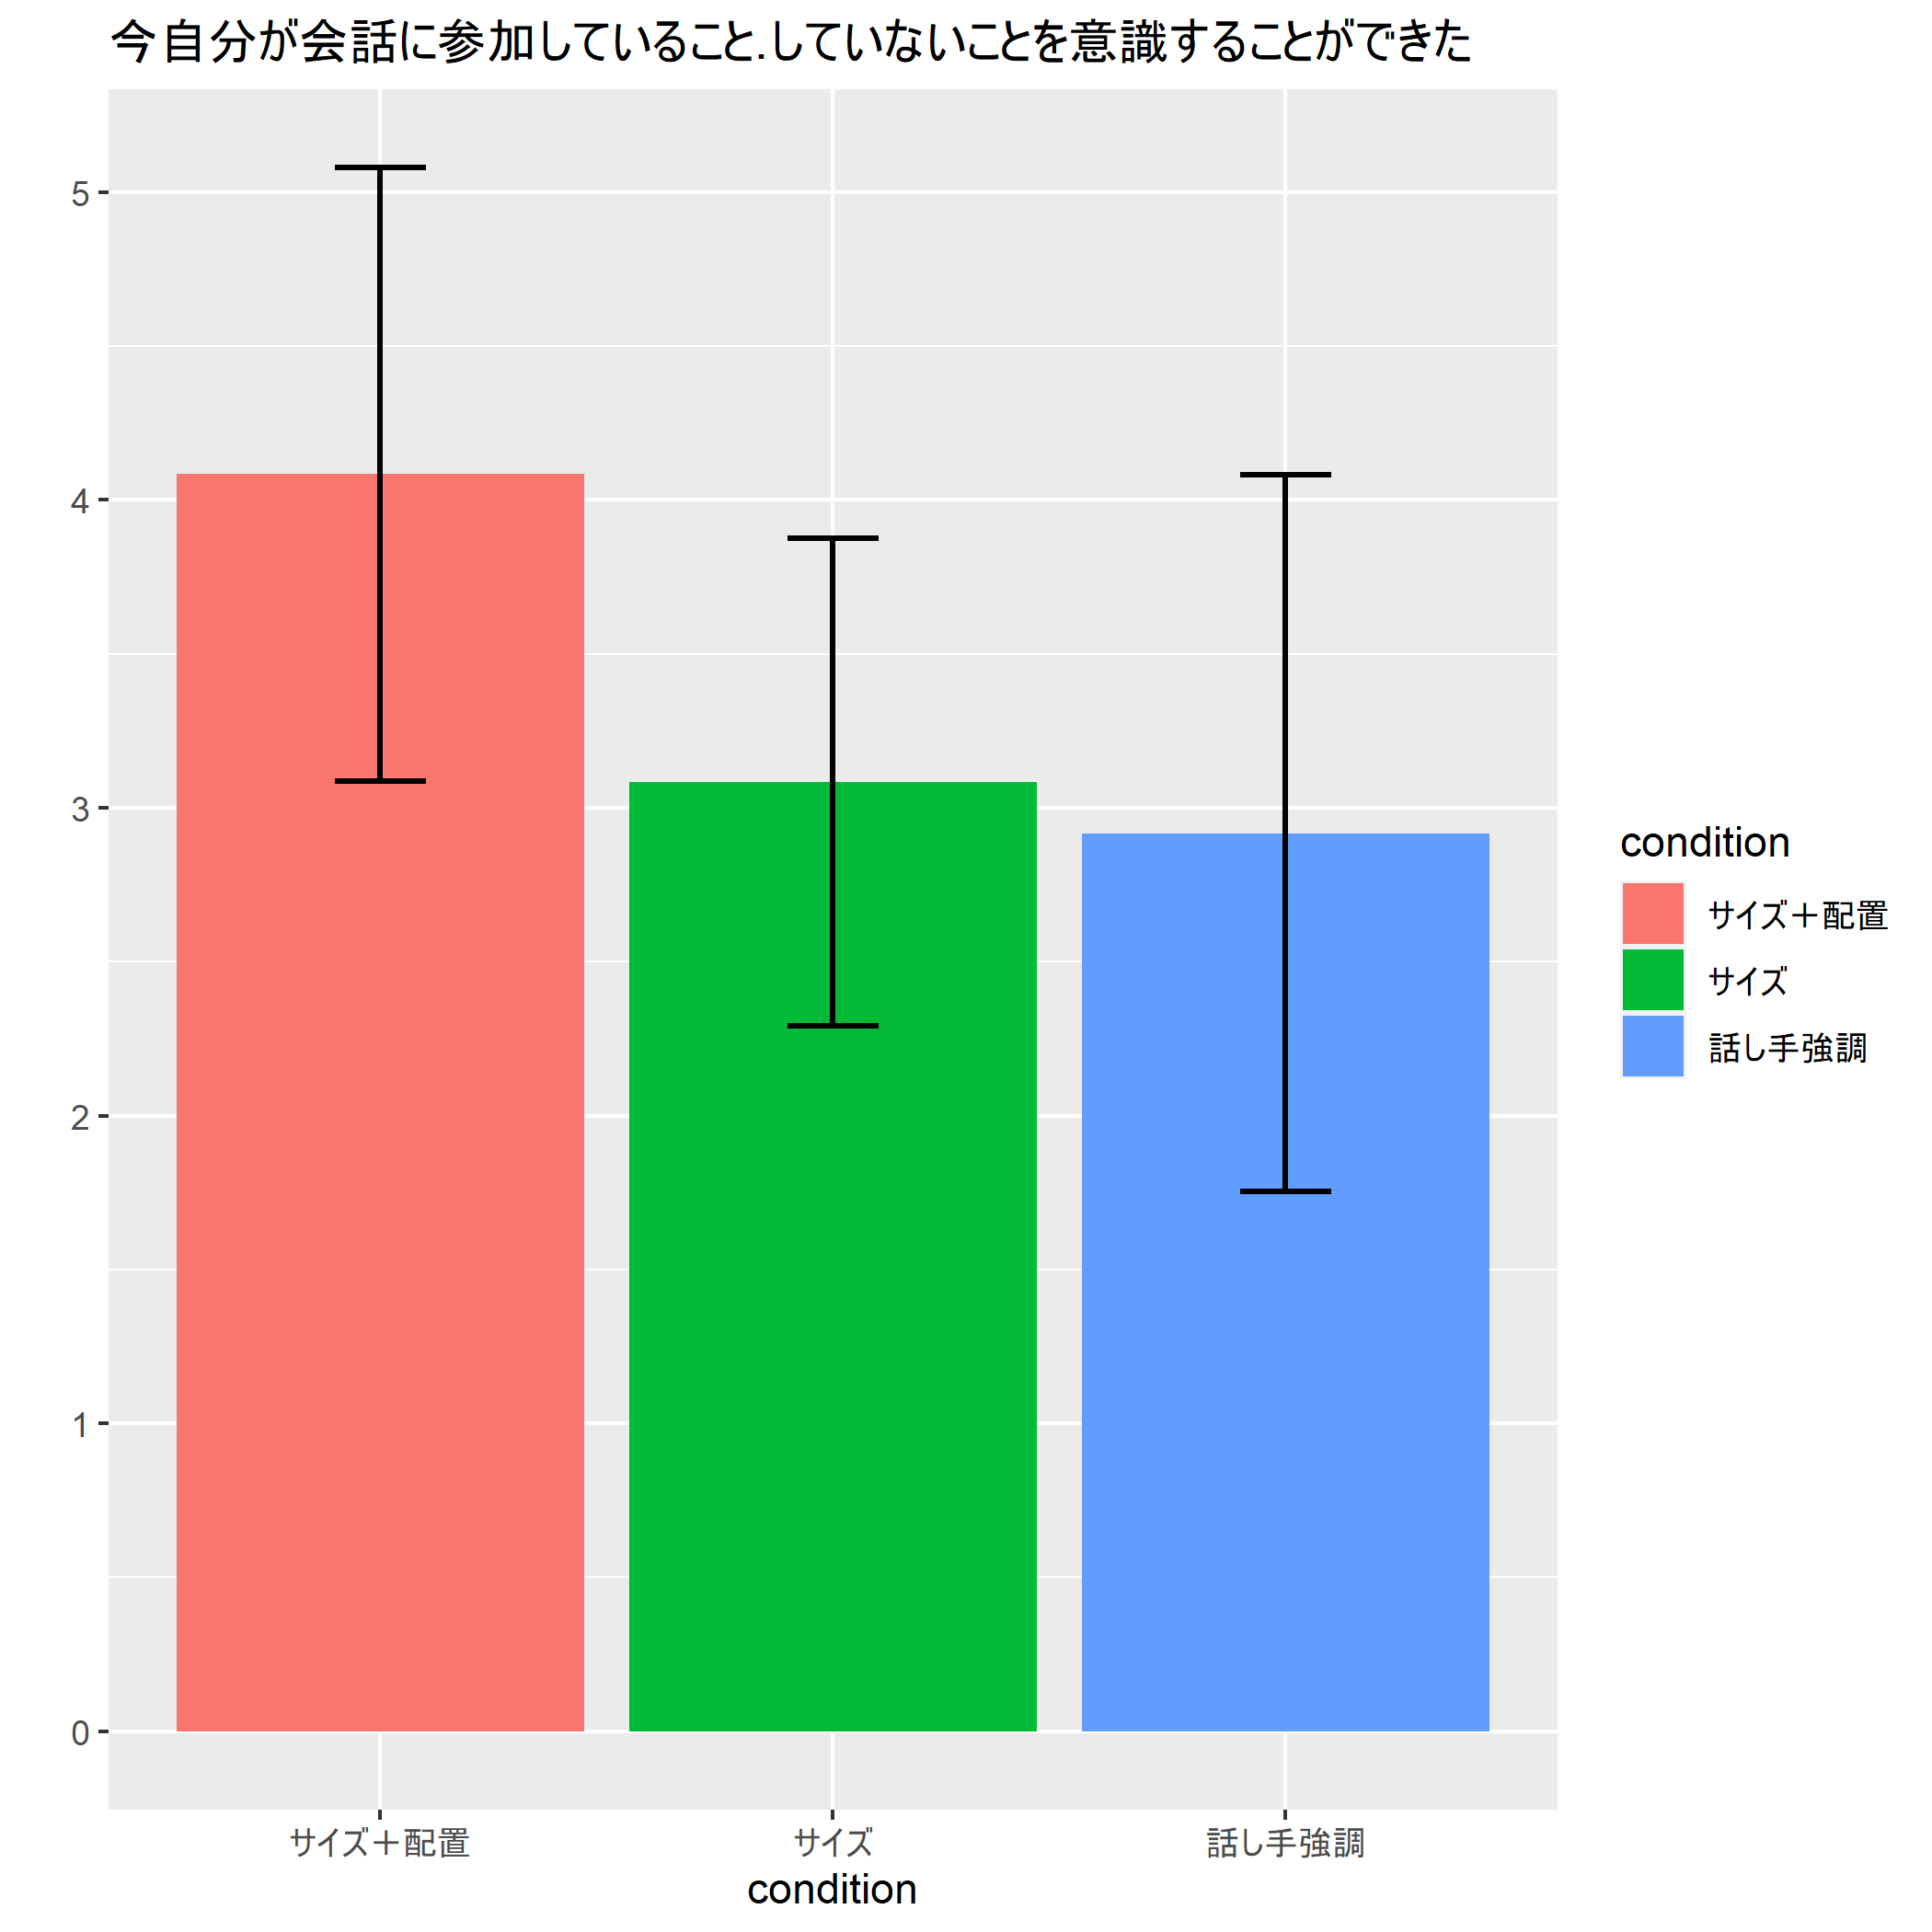 今自分が会話に参加していること.していないことを意識することができた
5
4
3
2
1
0
サイズ＋配置
サイズ
話し手強調
condition
condition
サイズ＋配置
サイズ
話し手強調